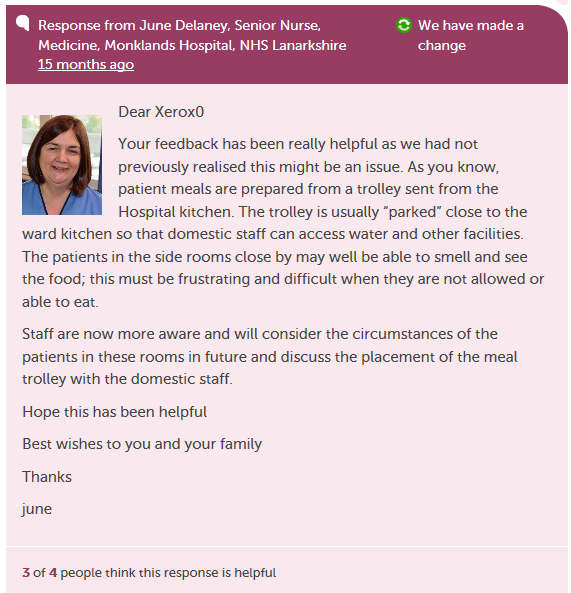 Response from June Delaney, Senior Nurse,
Medicine, Monklands Hospital, NHS Lanarkshire
15 months ago
We have made a
change
Dear Xerox0
Your feedback has been really helpful as we had not
previously realised this might be an issue. As you know,
patient meals are prepared from a trolley sent from the
Hospital kitchen. The trolley is usually “parked” close to the
ward kitchen so that domestic staff can access water and other facilities.
The patients in the side rooms close by may well be able to smell and see
the food; this must be frustrating and difficult when they are not allowed or
able to eat.
Staff are now more aware and will consider the circumstances of the
patients in these rooms in future and discuss the placement of the meal
trolley with the domestic staff.
Hope this has been helpful
Best wishes to you and your family
Thanks
june
3 of 4 people think this response is helpful